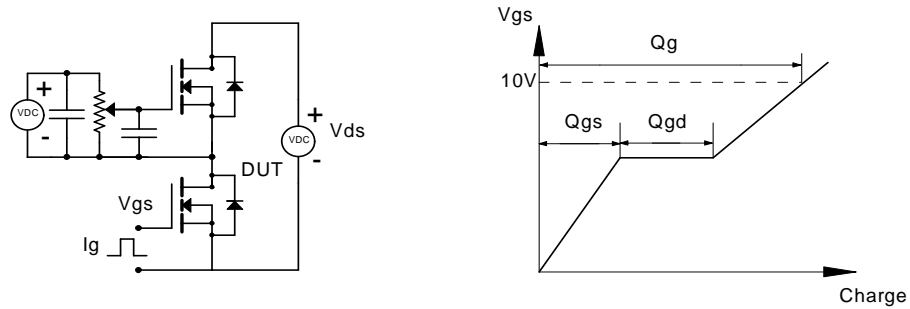 VDC
+
-
DUT
Vgs
Ig
VDC
+
-
Vds
Vgs
Qg
10V
Qgs
Qgd
Charge